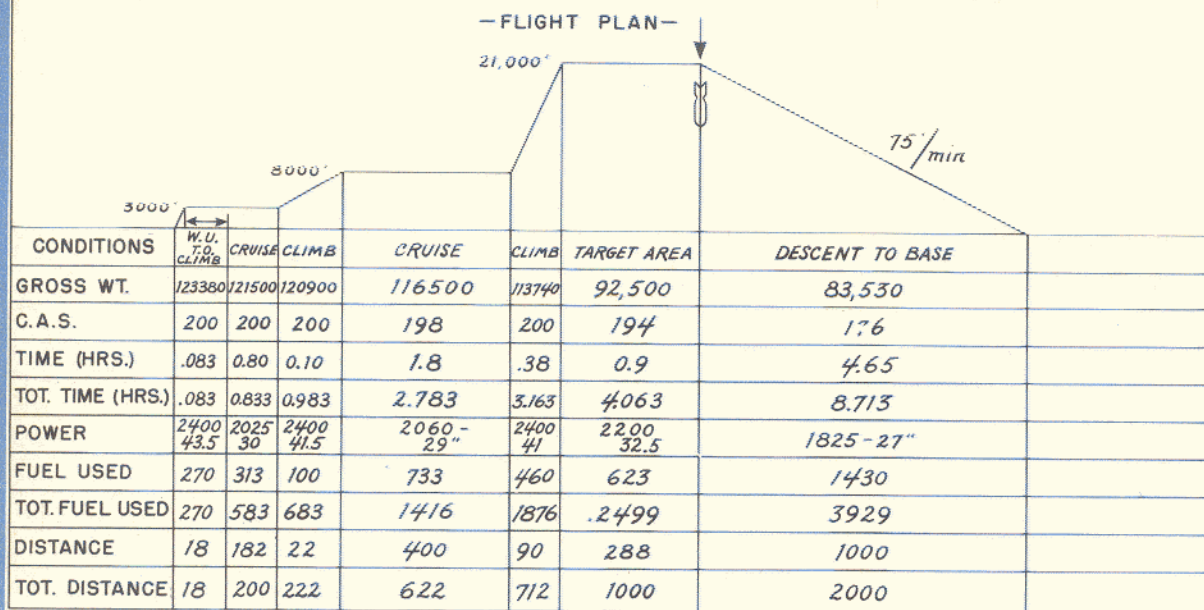 —FLIGHT PLAN—
21,000'
75'/min
8000'
3000'
CONDITIONS W.U. T.O. CLIMB CRUISE CLIMB CRUISE CLIMB TARGET AREA DESCENT TO BASE
GROSS WT. 123380 121500 120900 116500 113740 92,500 83,530
C.A.S. 200 200 200 198 200 194 176
TIME (HRS.) .083 0.80 0.10 1.8 .38 0.9 4.65
TOT. TIME (HRS.) .083 0.833 0.983 2.783 3.163 4.063 8.713
POWER 2400 43.5 2025 30 2400 41.5 2060- 29" 2400 41 2200 32.5 1825-27"
FUEL USED 270 313 100 733 460 623 1430
TOT. FUEL USED 270 583 683 1416 1876 .2499 3929
DISTANCE 18 182 22 400 90 288 1000
TOT. DISTANCE 18 200 222 622 712 1000 2000